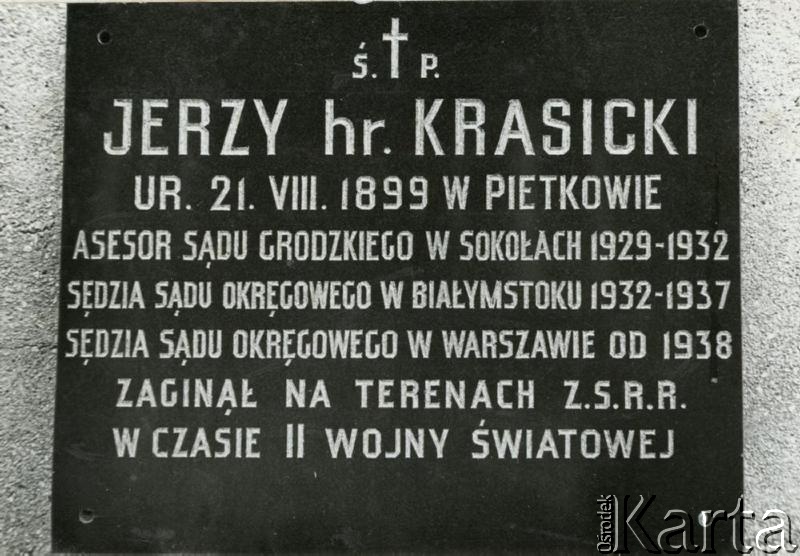 Ś. † P.
JERZY hr. KRASICKI
UR. 21. VIII. 1899 W PIETKOWIE
ASESOR SĄDU GRODZKIEGO W SOKOŁACH 1929-1932
SĘDZIA SĄDU OKRĘGOWEGO W BIAŁYMSTOKU 1932-1937
SĘDZIA SĄDU OKRĘGOWEGO W WARSZAWIE OD 1938
ZAGINĄŁ NA TERENACH Z.S.R.R.
W CZASIE II WOJNY ŚWIATOWEJ
ośrodek Karta